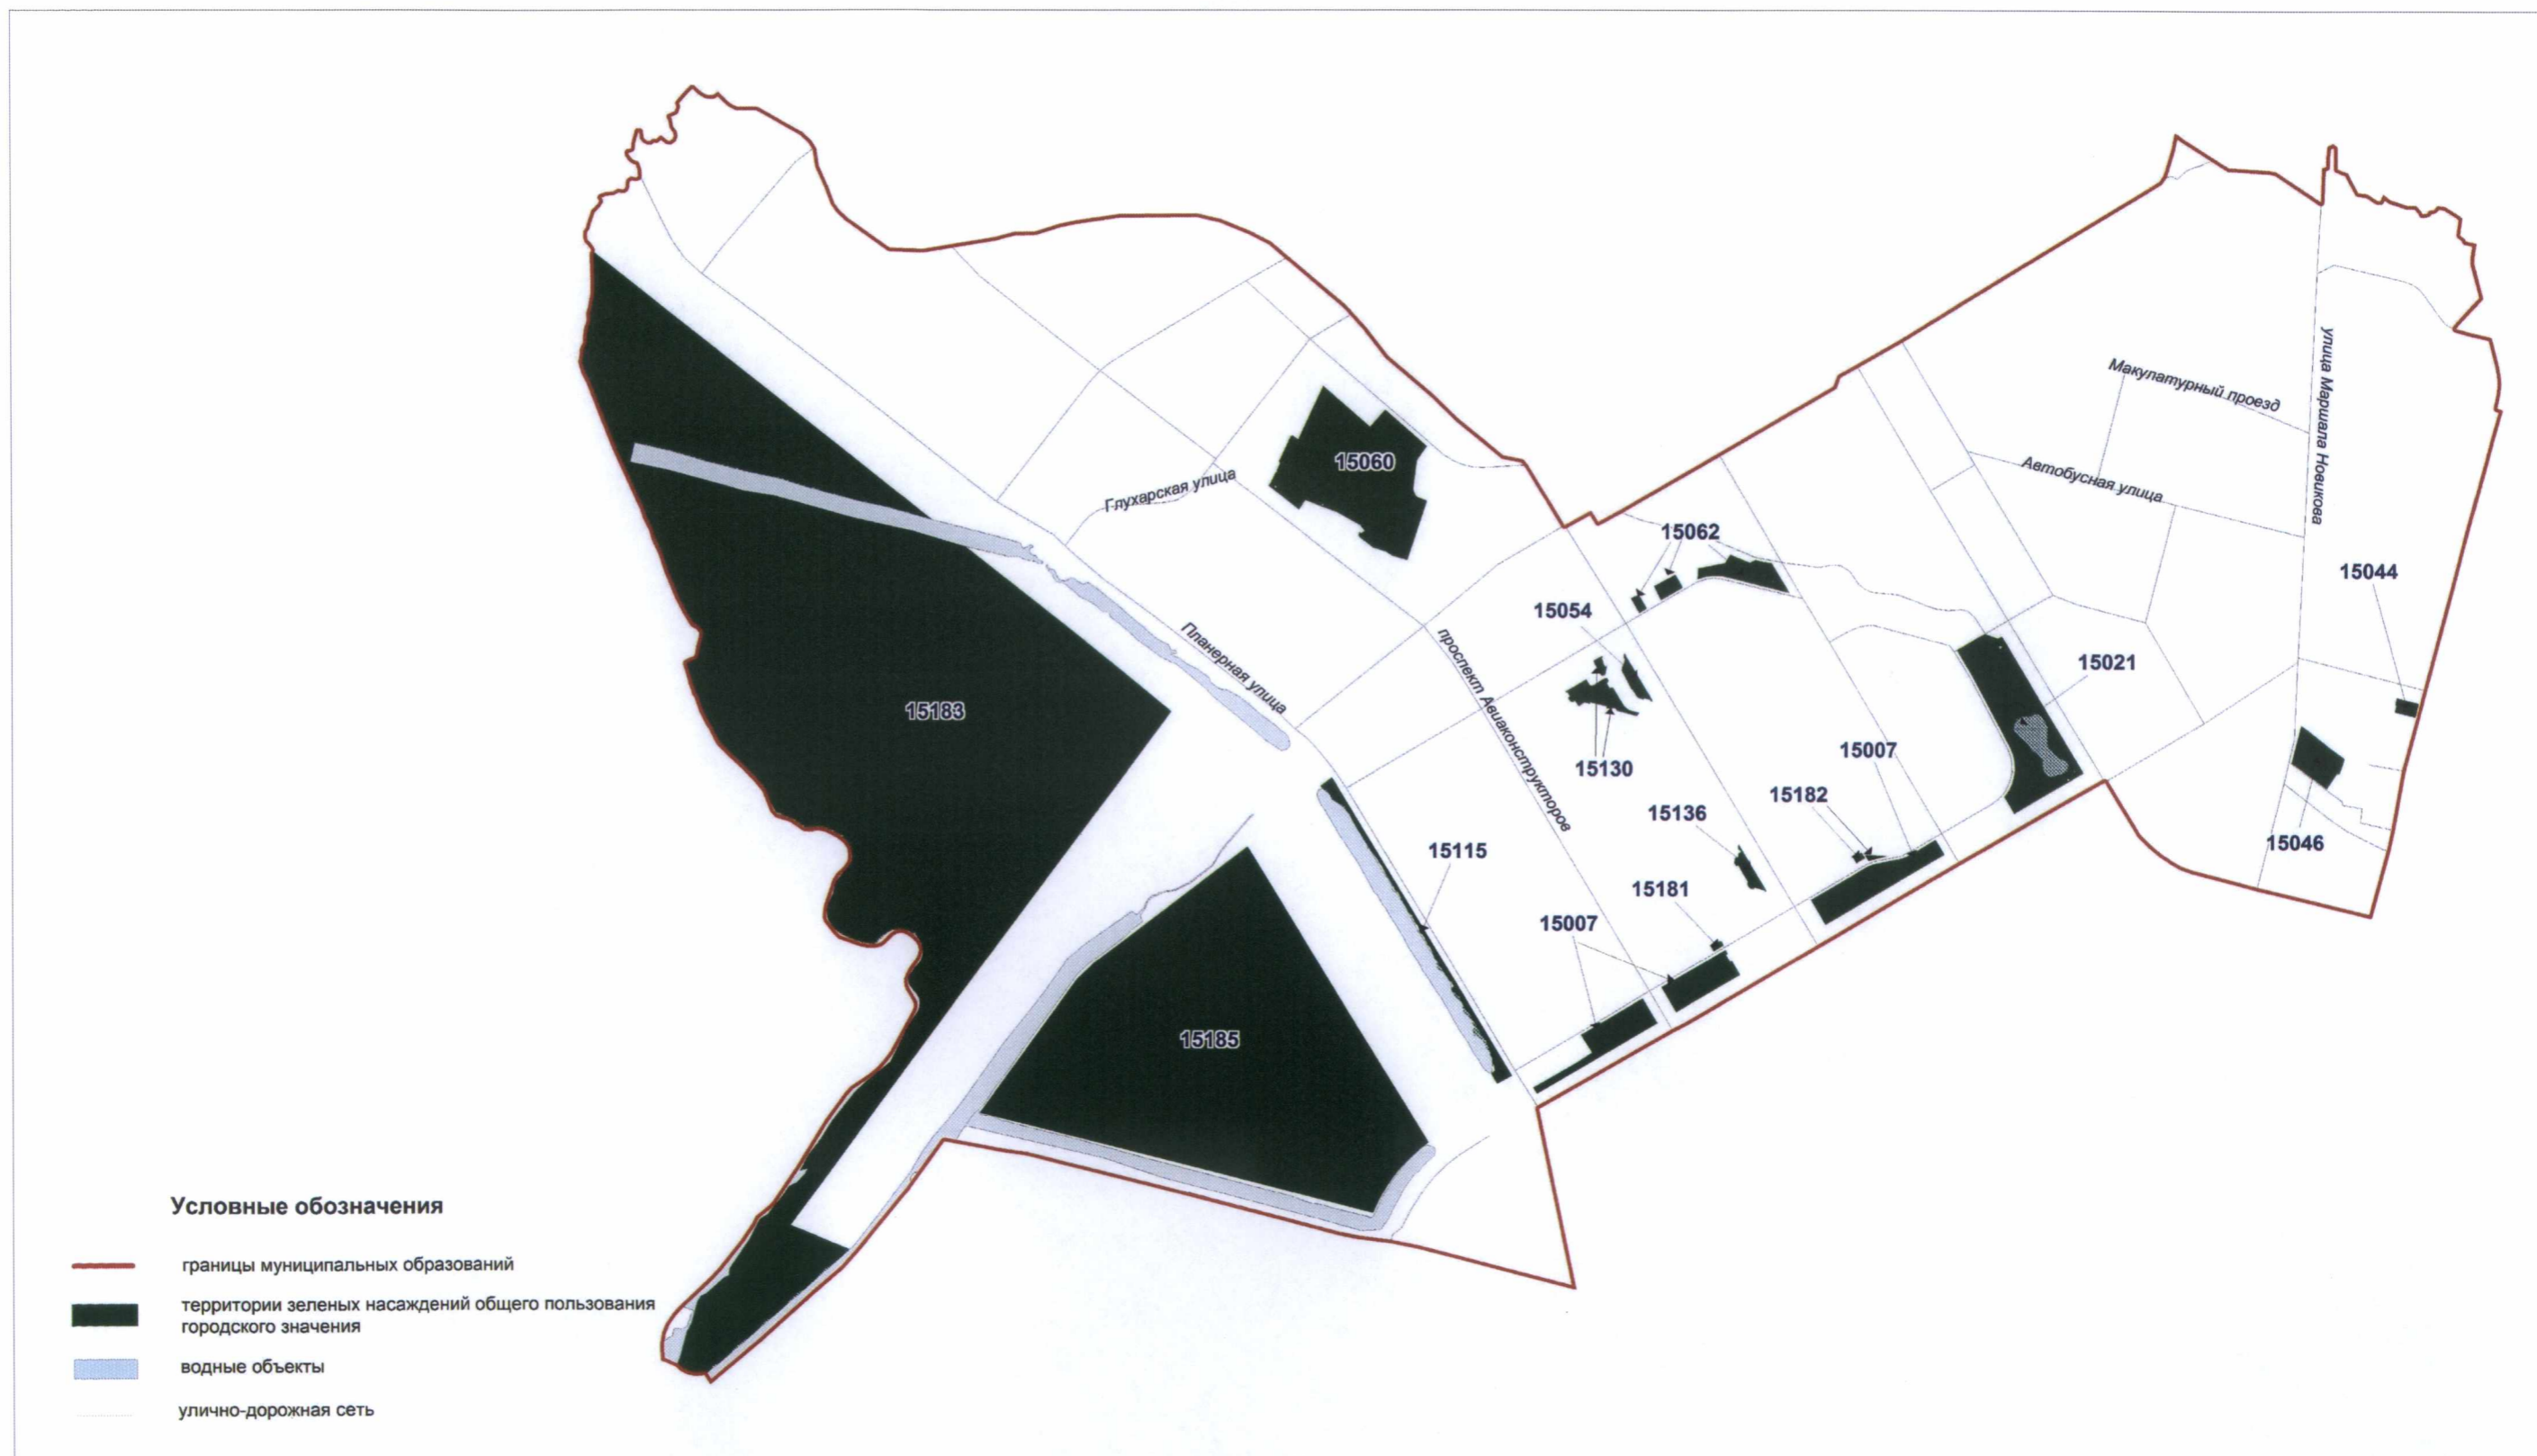 Макулатурный проезд
улица Маршала Новикова
15060
Автобусная улица
Глухарская улица
15062
15044
15054
Планерная улица
проспект Авиаконструкторов
15021
15183
15130
15007
15182
15136
15046
15115
15181
15007
15185
Условные обозначения
границы муниципальных образований
территории зеленых насаждений общего пользования
городского значения
водные объекты
улично-дорожная сеть